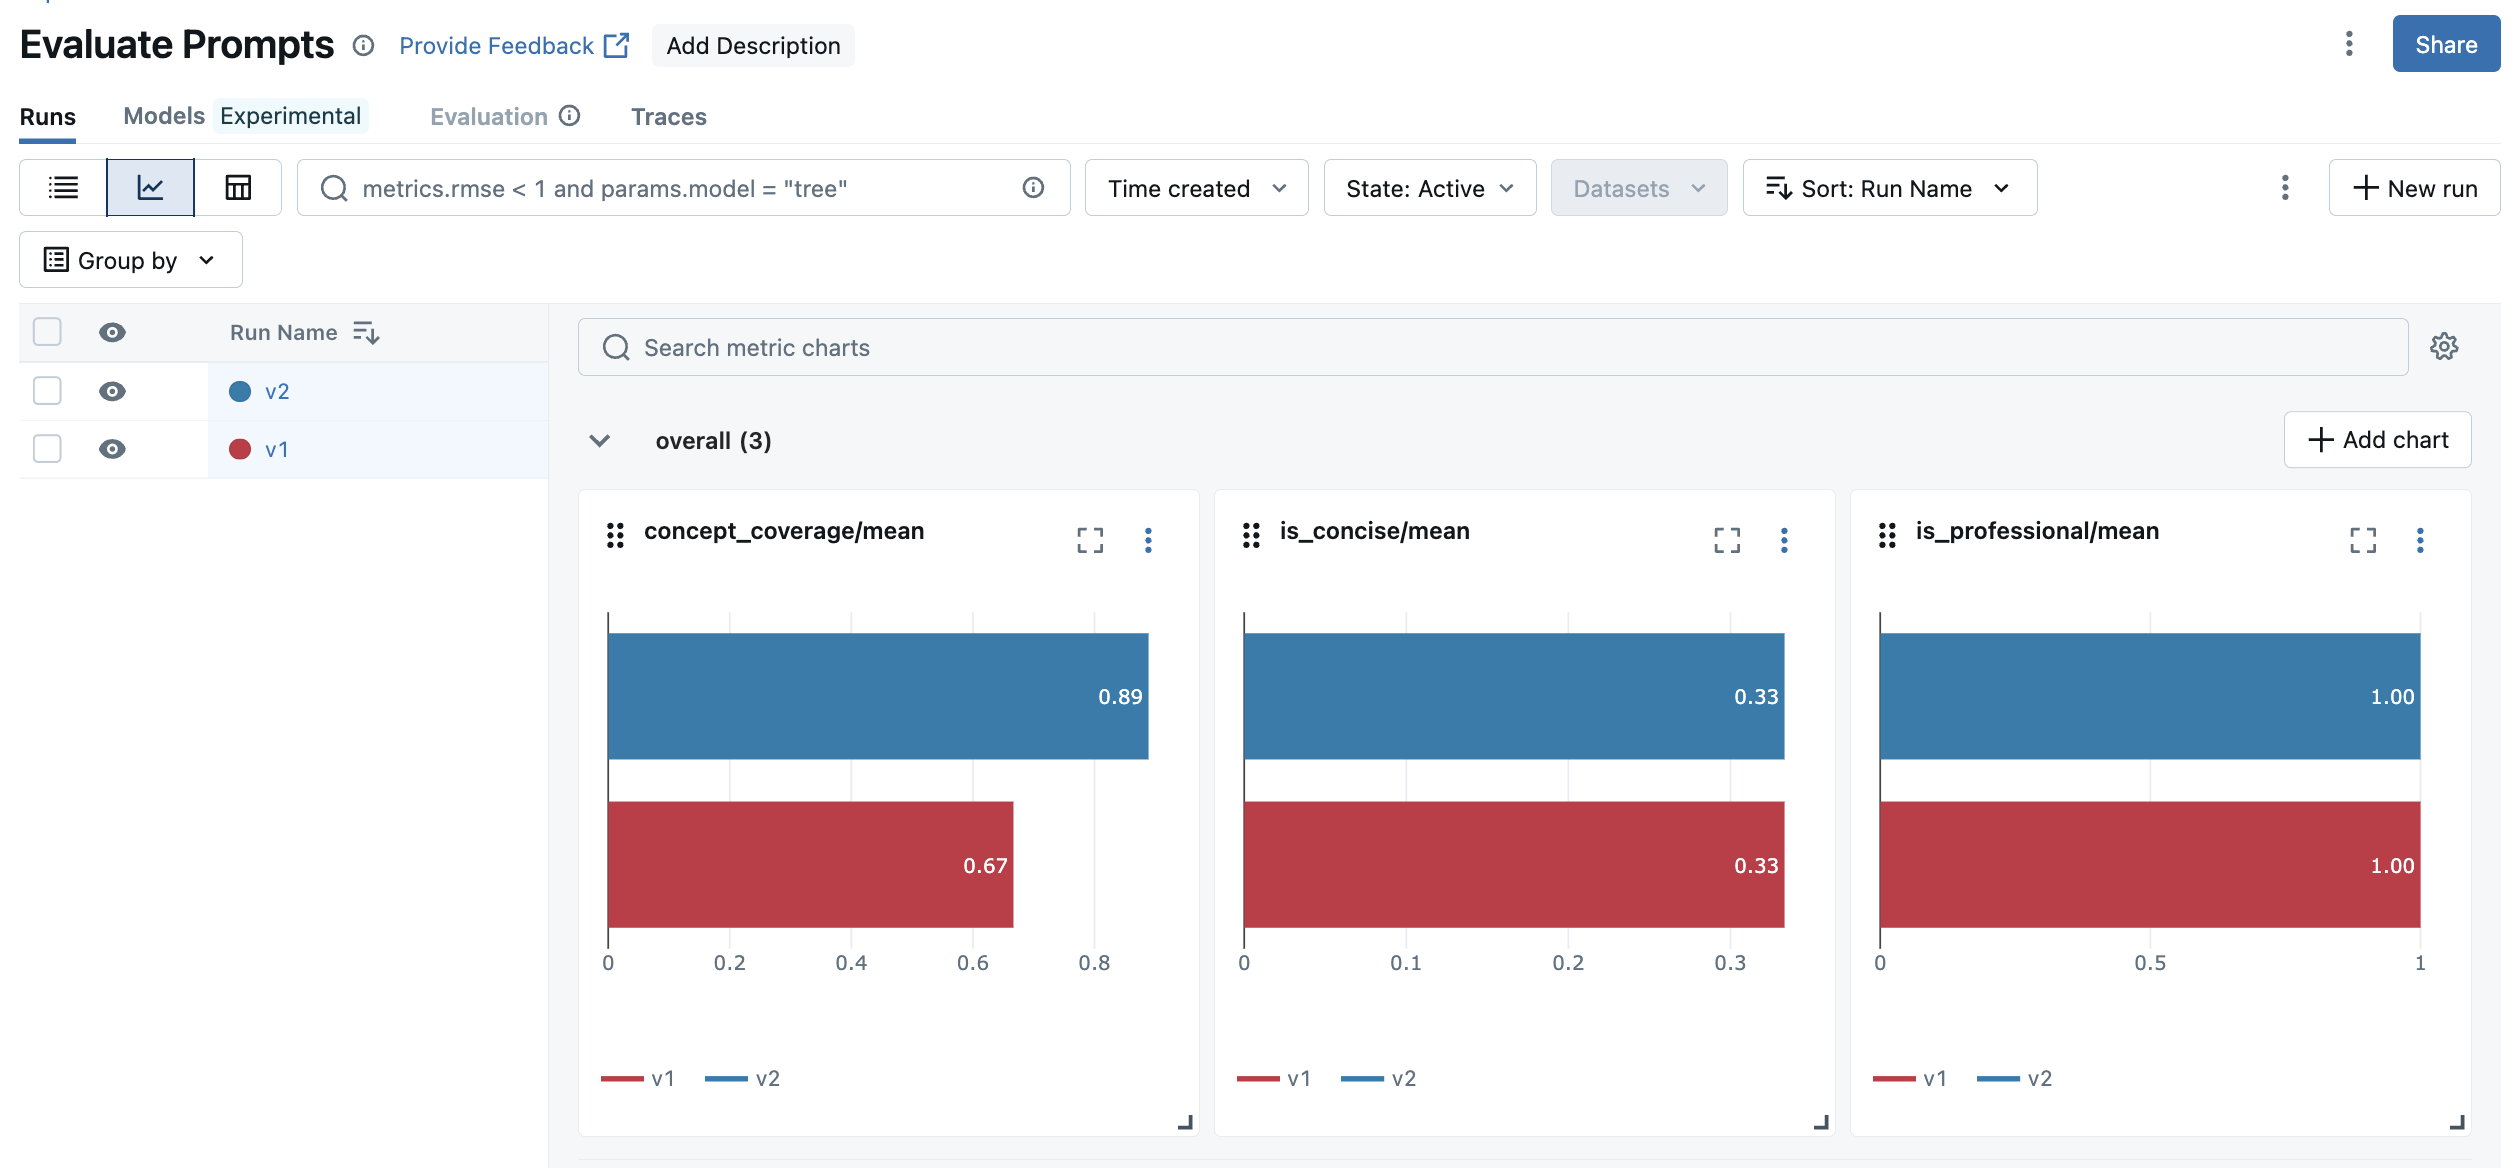 Evaluate Prompts Provide Feedback Add Description
Share
Runs Models Experimental Evaluation Traces
metrics.rmse < 1 and params.model = "tree" Time created State: Active Datasets Sort: Run Name New run
Group by
Run Name
v2
v1
Search metric charts
overall (3) Add chart
concept_coverage/mean
0.89
0.67
0 0.2 0.4 0.6 0.8
v1 v2
is_concise/mean
0.33
0.33
0 0.1 0.2 0.3
v1 v2
is_professional/mean
1.00
1.00
0 0.5 1
v1 v2